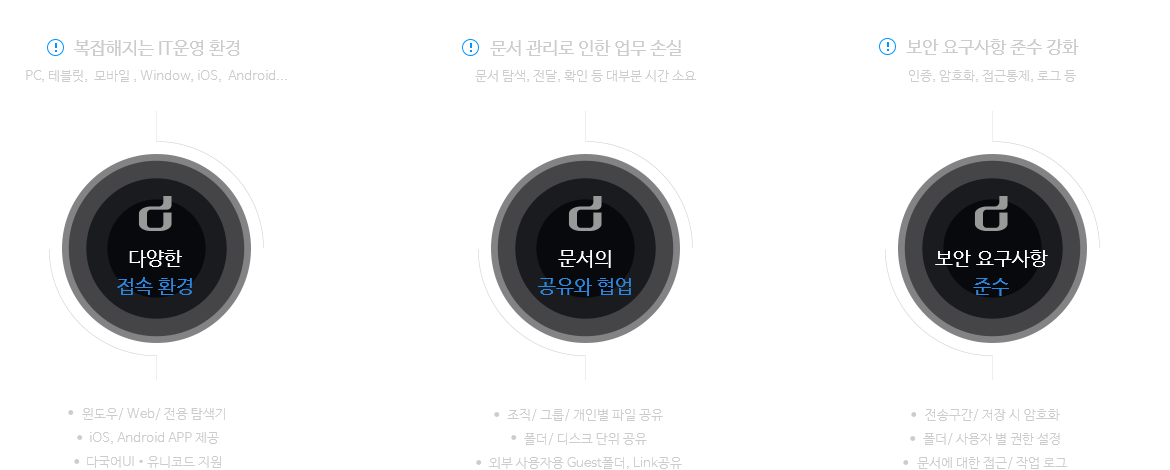 복잡해지는 IT운영 환경
PC, 테블릿, 모바일 , Window, iOS, Android...
다양한
접속 환경
• 윈도우/ Web/ 전용 탐색기
• iOS, Android APP 제공
• 다국어UI • 유니코드 지원
문서 관리로 인한 업무 손실
문서 탐색, 전달, 확인 등 대부분 시간 소요
문서의
공유와 협업
• 조직/ 그룹/ 개인별 파일 공유
• 폴더/ 디스크 단위 공유
• 외부 사용자용 Guest폴더, Link공유
보안 요구사항 준수 강화
인증, 암호화, 접근통제, 로그 등
보안 요구사항
준수
• 전송구간/ 저장 시 암호화
• 폴더/ 사용자 별 권한 설정
• 문서에 대한 접근/ 작업 로그